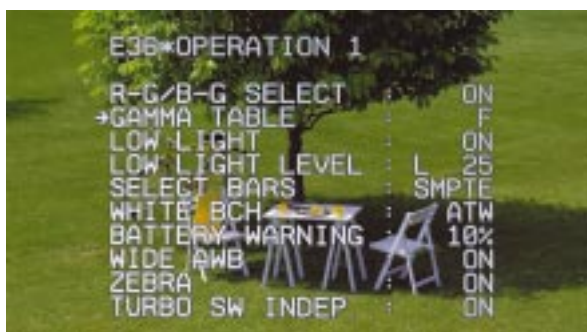 E36*OPERATION 1
R-G/B-G SELECT : ON
→GAMMA TABLE : F
LOW LIGHT : ON
LOW LIGHT LEVEL : L 25
SELECT BARS : SMPTE
WHITE BCH : ATW
BATTERY WARNING : 10%
WIDE AWB : ON
ZEBRA : ON
TURBO SW INDEP : ON